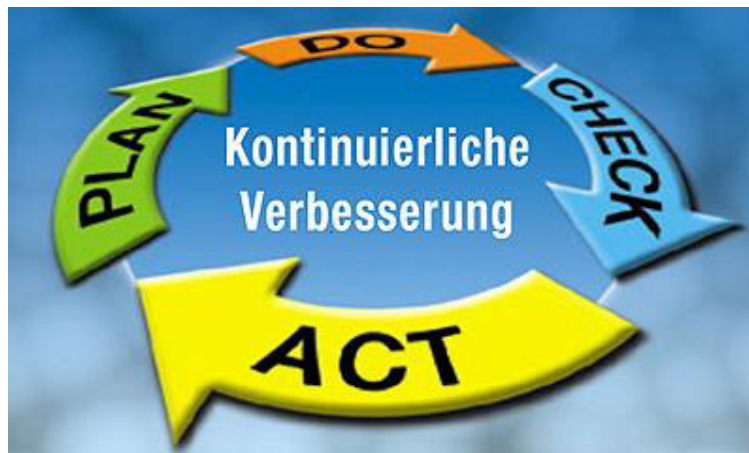 PLAN
DO
CHECK
ACT
Kontinuierliche
Verbesserung